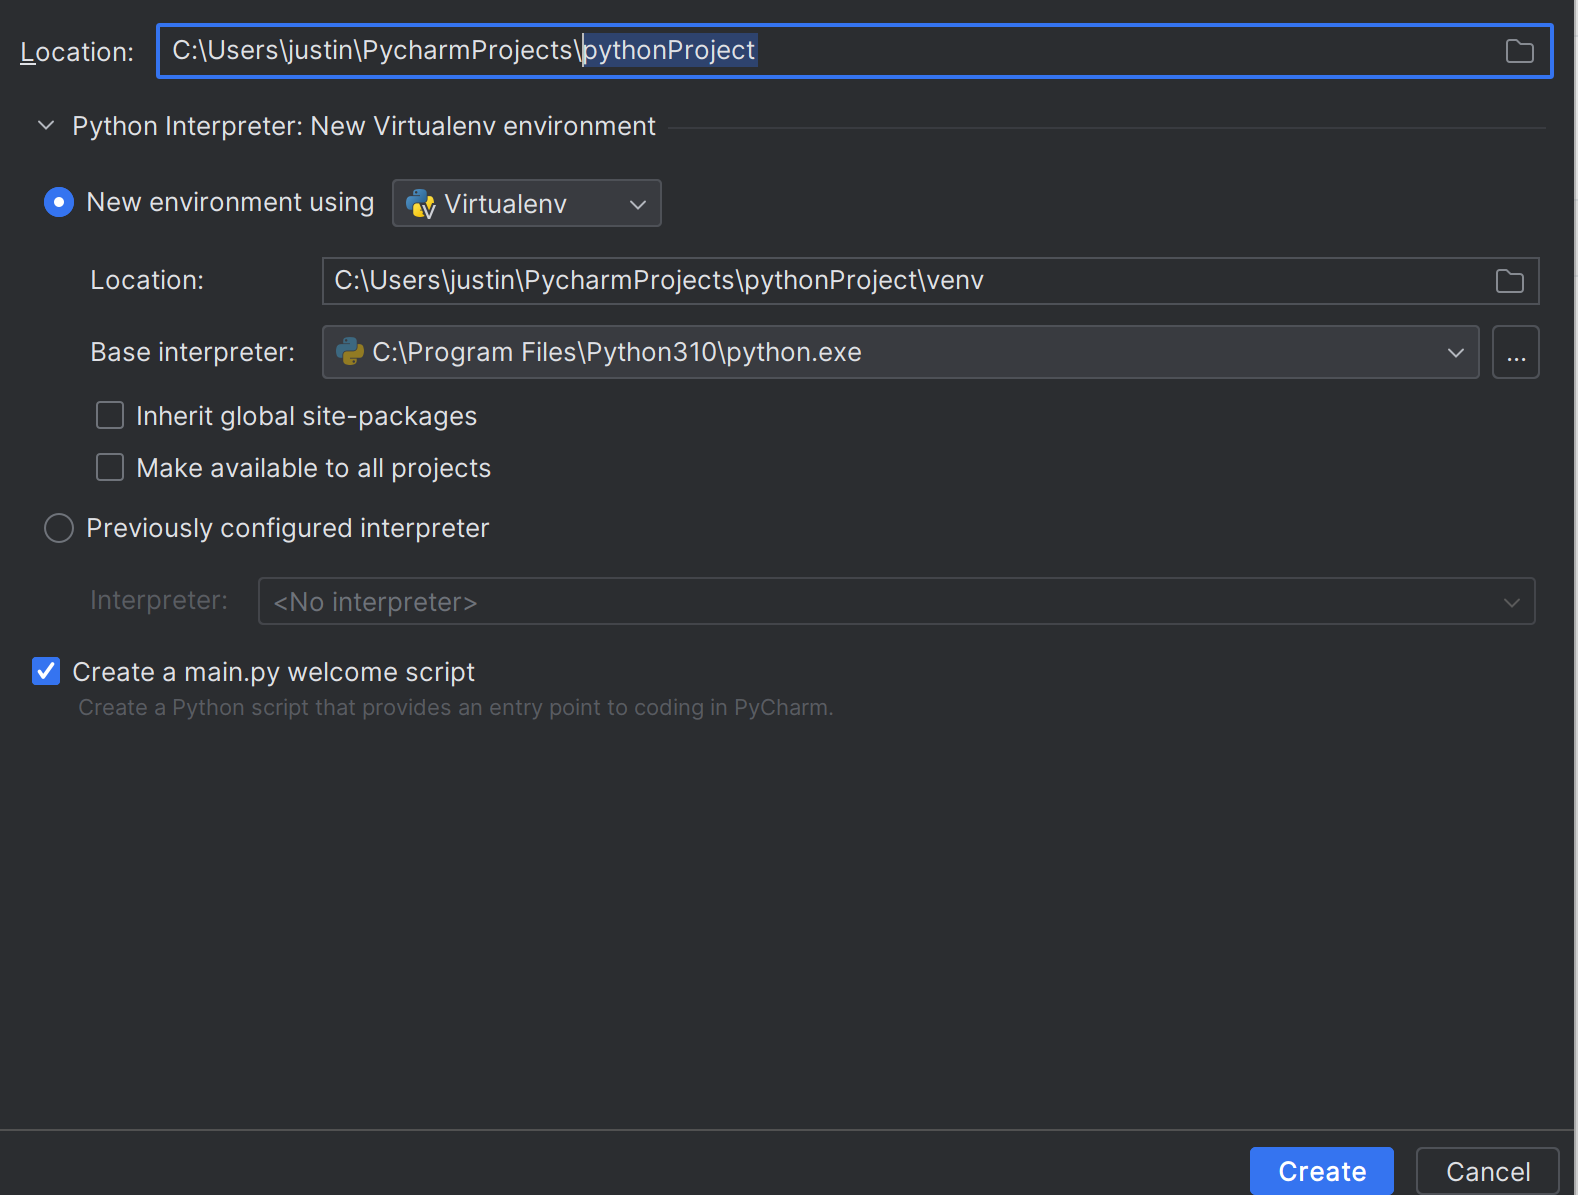 Location: C:\Users\justin\PycharmProjects\pythonProject
Python Interpreter: New Virtualenv environment
New environment using Virtualenv
Location: C:\Users\justin\PycharmProjects\pythonProject\venv
Base interpreter: C:\Program Files\Python310\python.exe ...
Inherit global site-packages
Make available to all projects
Previously configured interpreter
Interpreter: <No interpreter>
Create a main.py welcome script
Create a Python script that provides an entry point to coding in PyCharm.
Create Cancel